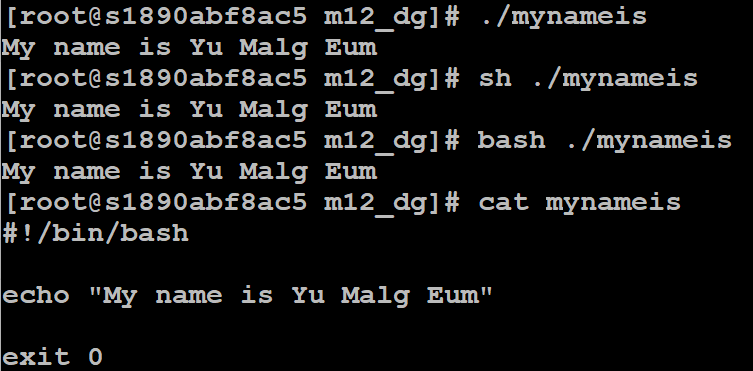 [root@s1890abf8ac5 m12_dg]# ./mynameis
My name is Yu Malg Eum
[root@s1890abf8ac5 m12_dg]# sh ./mynameis
My name is Yu Malg Eum
[root@s1890abf8ac5 m12_dg]# bash ./mynameis
My name is Yu Malg Eum
[root@s1890abf8ac5 m12_dg]# cat mynameis
#!/bin/bash
echo "My name is Yu Malg Eum"
exit 0